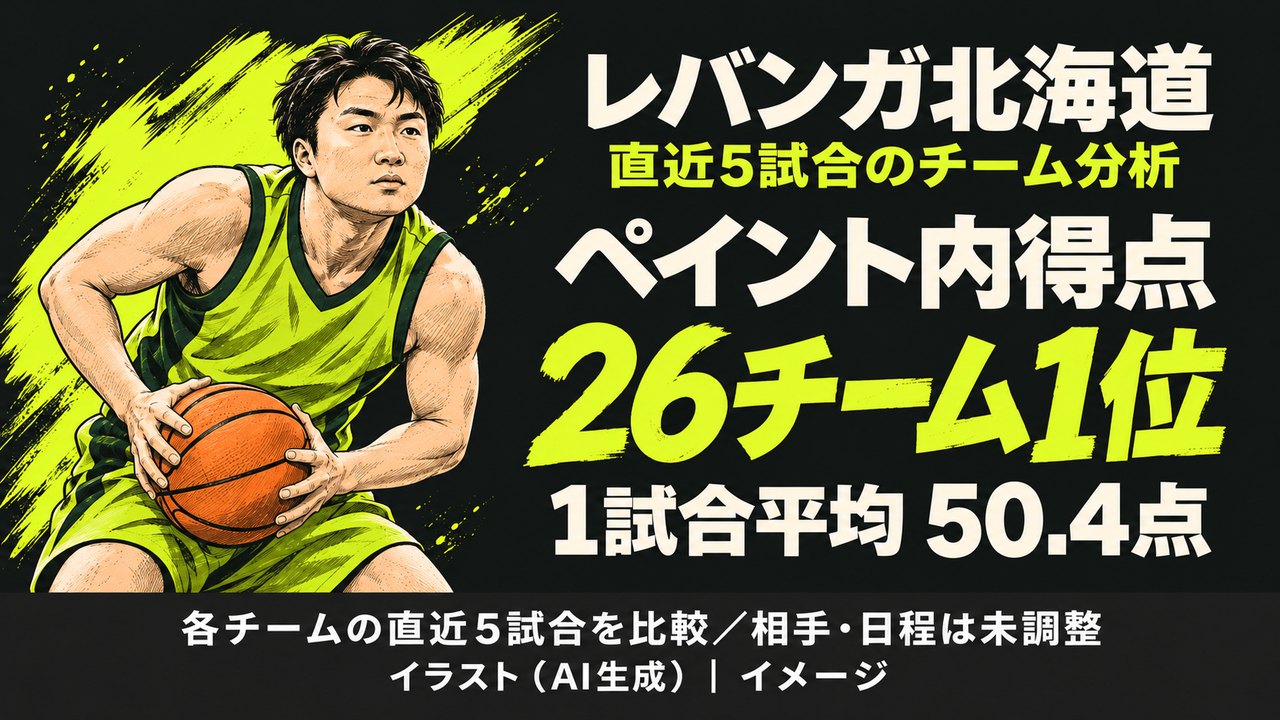 レバンガ北海道
直近5試合のチーム分析
ペイント内得点
26チーム1位
1試合平均 50.4点
各チームの直近5試合を比較／相手・日程は未調整
イラスト（AI生成）｜ イメージ